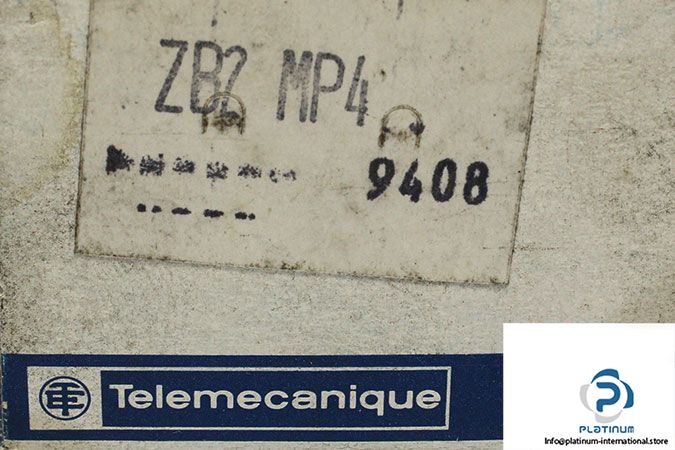 ZB2 MP4
9408
Telemecanique
PLATINUM
Info@platinum-international.store